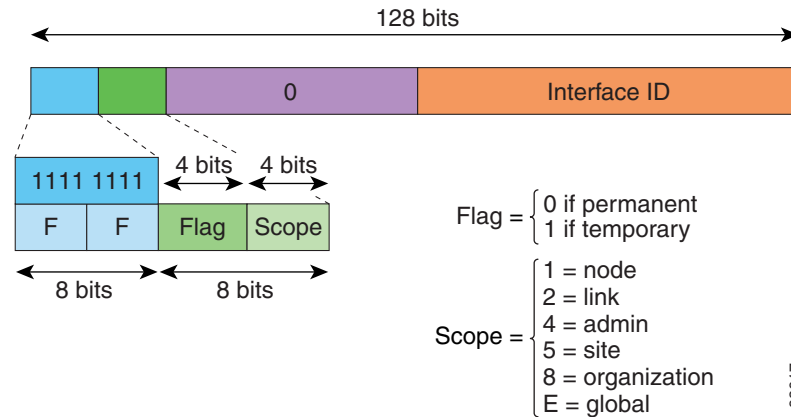 128 bits
0
Interface ID
1111 1111
4 bits
4 bits
F
F
Flag
Scope
8 bits
8 bits
Flag =
0 if permanent
1 if temporary
Scope =
1 = node
2 = link
4 = admin
5 = site
8 = organization
E = global